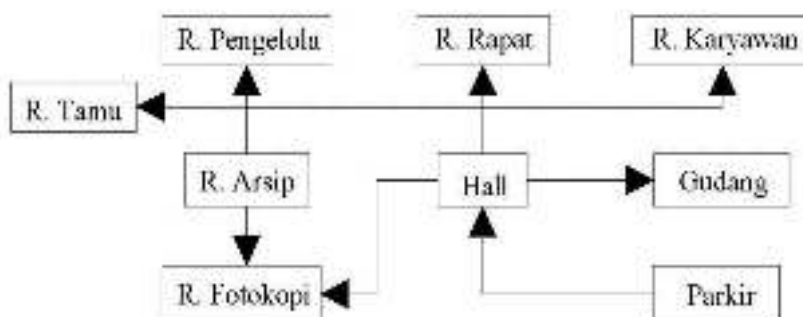 R. Pengelola
R. Rapat
R. Karyawan
R. Tamu
R. Arsip
Hall
Gudang
R. Fotokopi
Parkir